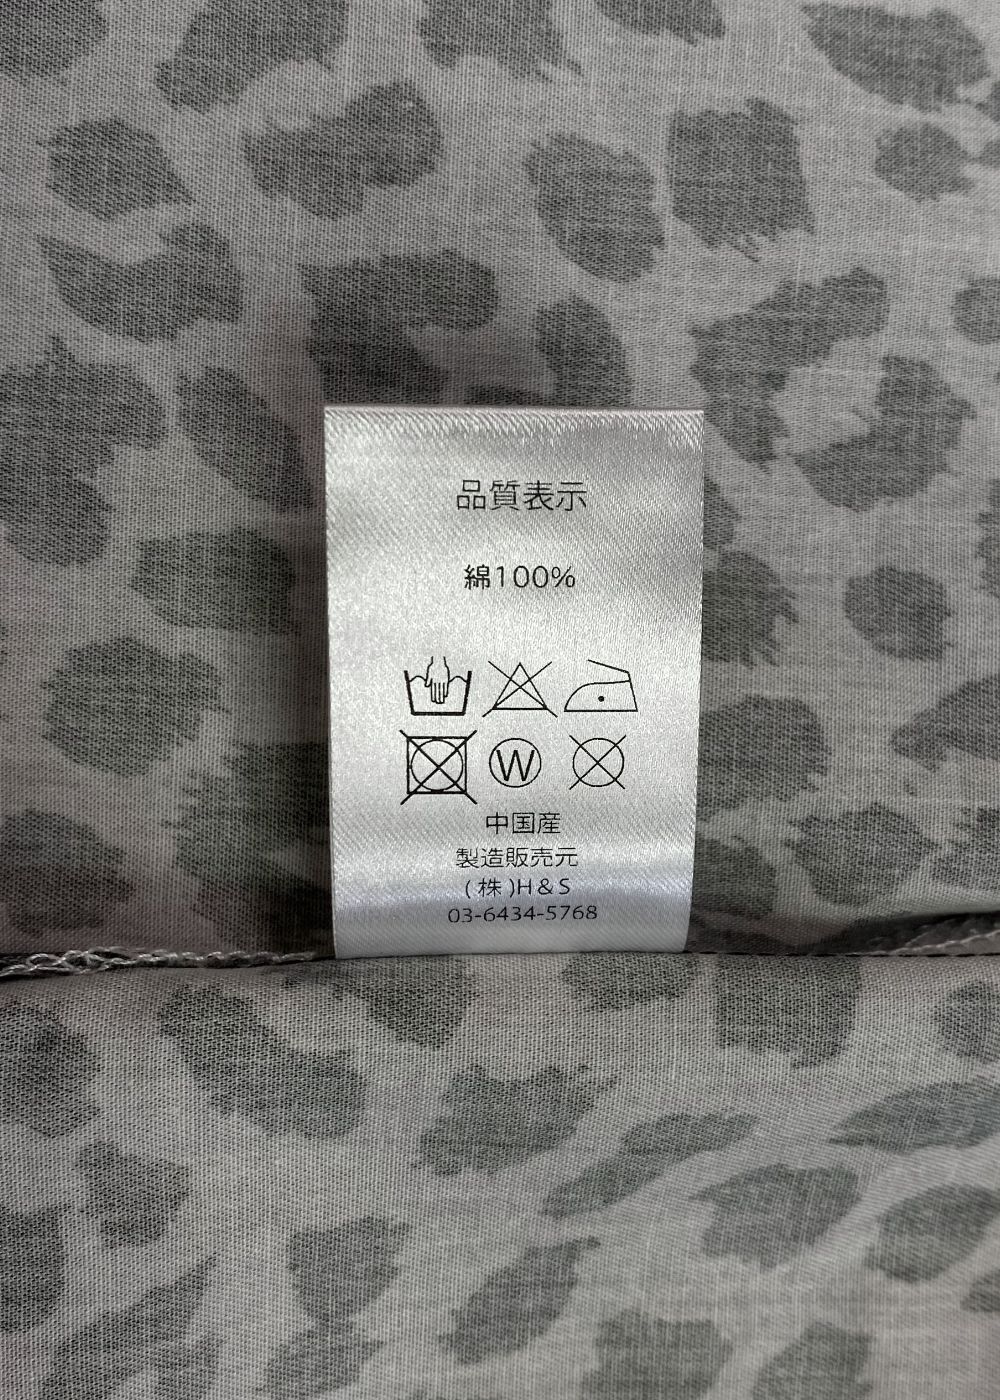 品質表示
綿100%
W
中国産
製造販売元
(株)H&S
03-6434-5768